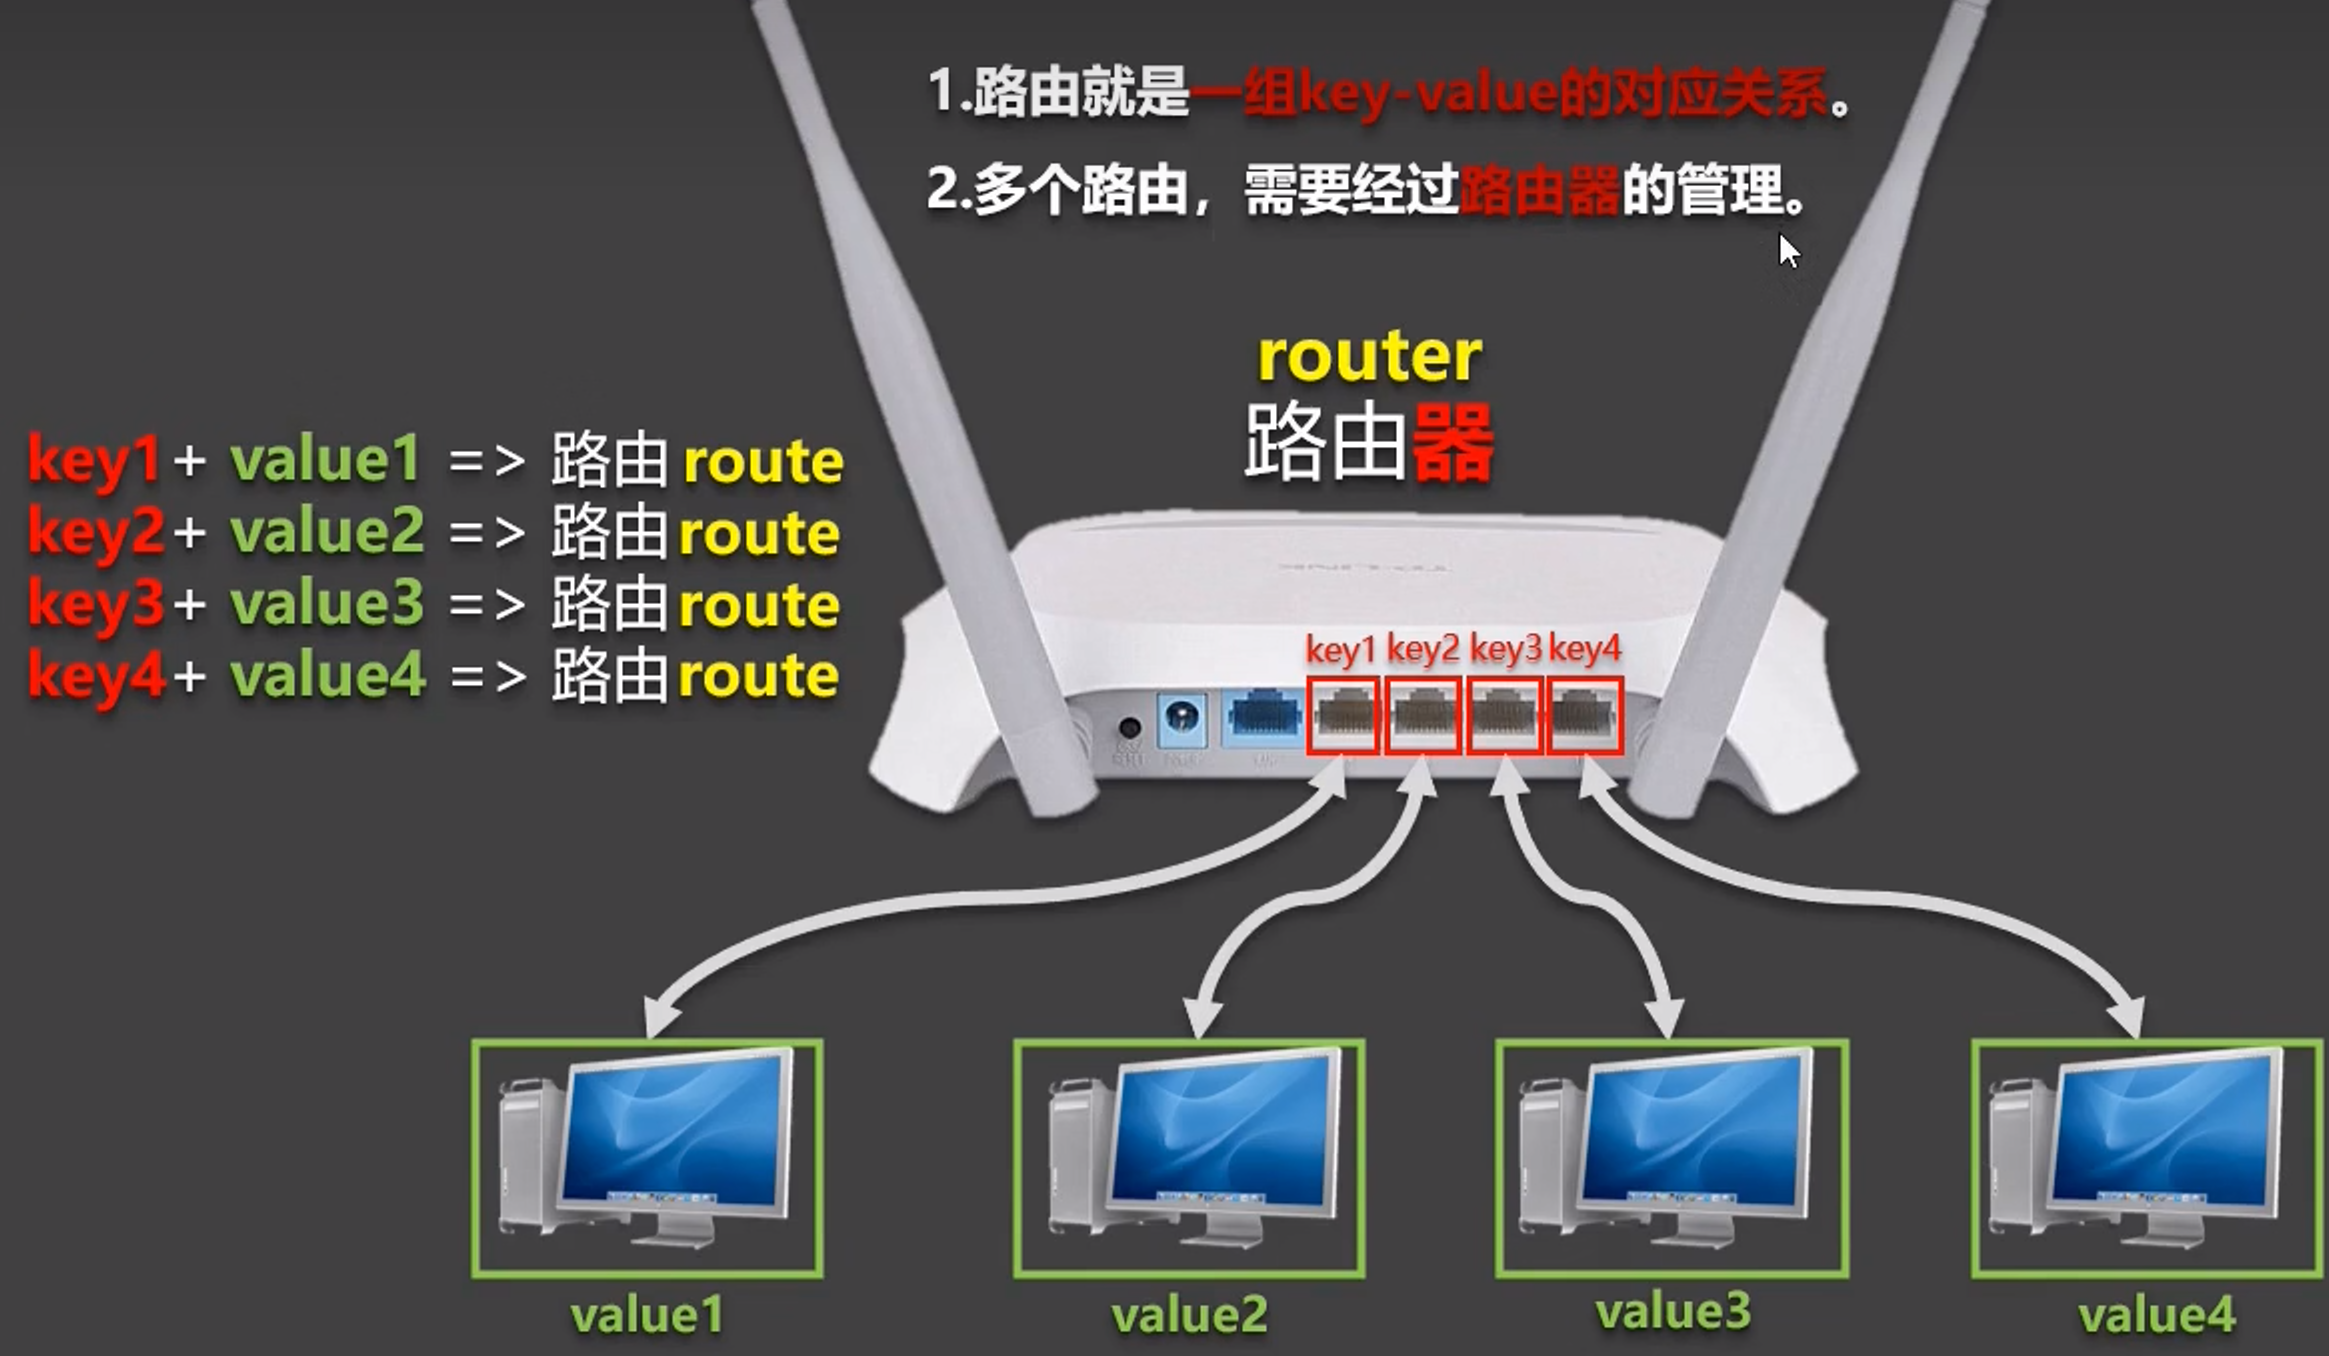 1.路由就是一组key-value的对应关系。
2.多个路由，需要经过路由器的管理。
router
路由器
key1+ value1 => 路由 route
key2+ value2 => 路由 route
key3+ value3 => 路由 route
key4+ value4 => 路由 route
key1 key2 key3 key4
value1 value2 value3 value4